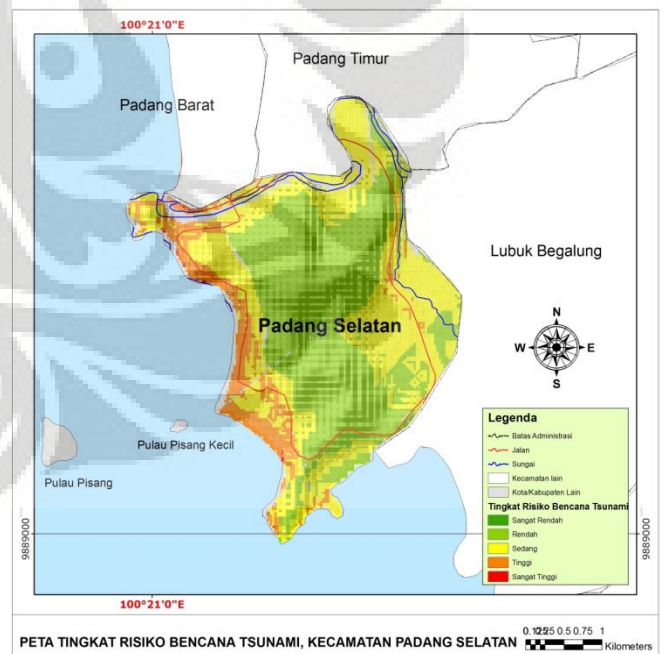 100°21'0"E
Padang Timur
Padang Barat
Lubuk Begalung
Padang Selatan
N
W E
S
Pulau Pisang Kecil
Pulau Pisang
Legenda
Batas Administrasi
Jalan
Sungai
Kecamatan lain
Kota/Kabupaten Lain
Tingkat Risiko Bencana Tsunami
Sangat Rendah
Rendah
Sedang
Tinggi
Sangat Tinggi
9889000
9889000
100°21'0"E
PETA TINGKAT RISIKO BENCANA TSUNAMI, KECAMATAN PADANG SELATAN
0.5 0.75 1
Kilometers